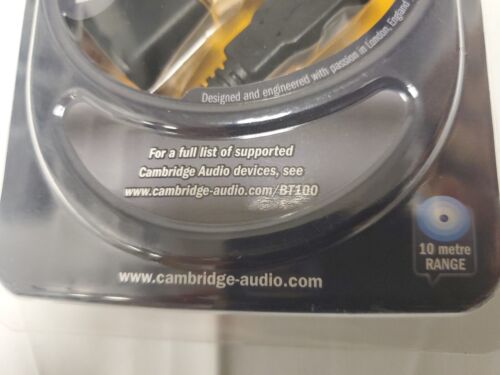 Designed and engineered with passion in London, England
For a full list of supported
Cambridge Audio devices, see
www.cambridge-audio.com/BT100
10 metre
RANGE
www.cambridge-audio.com